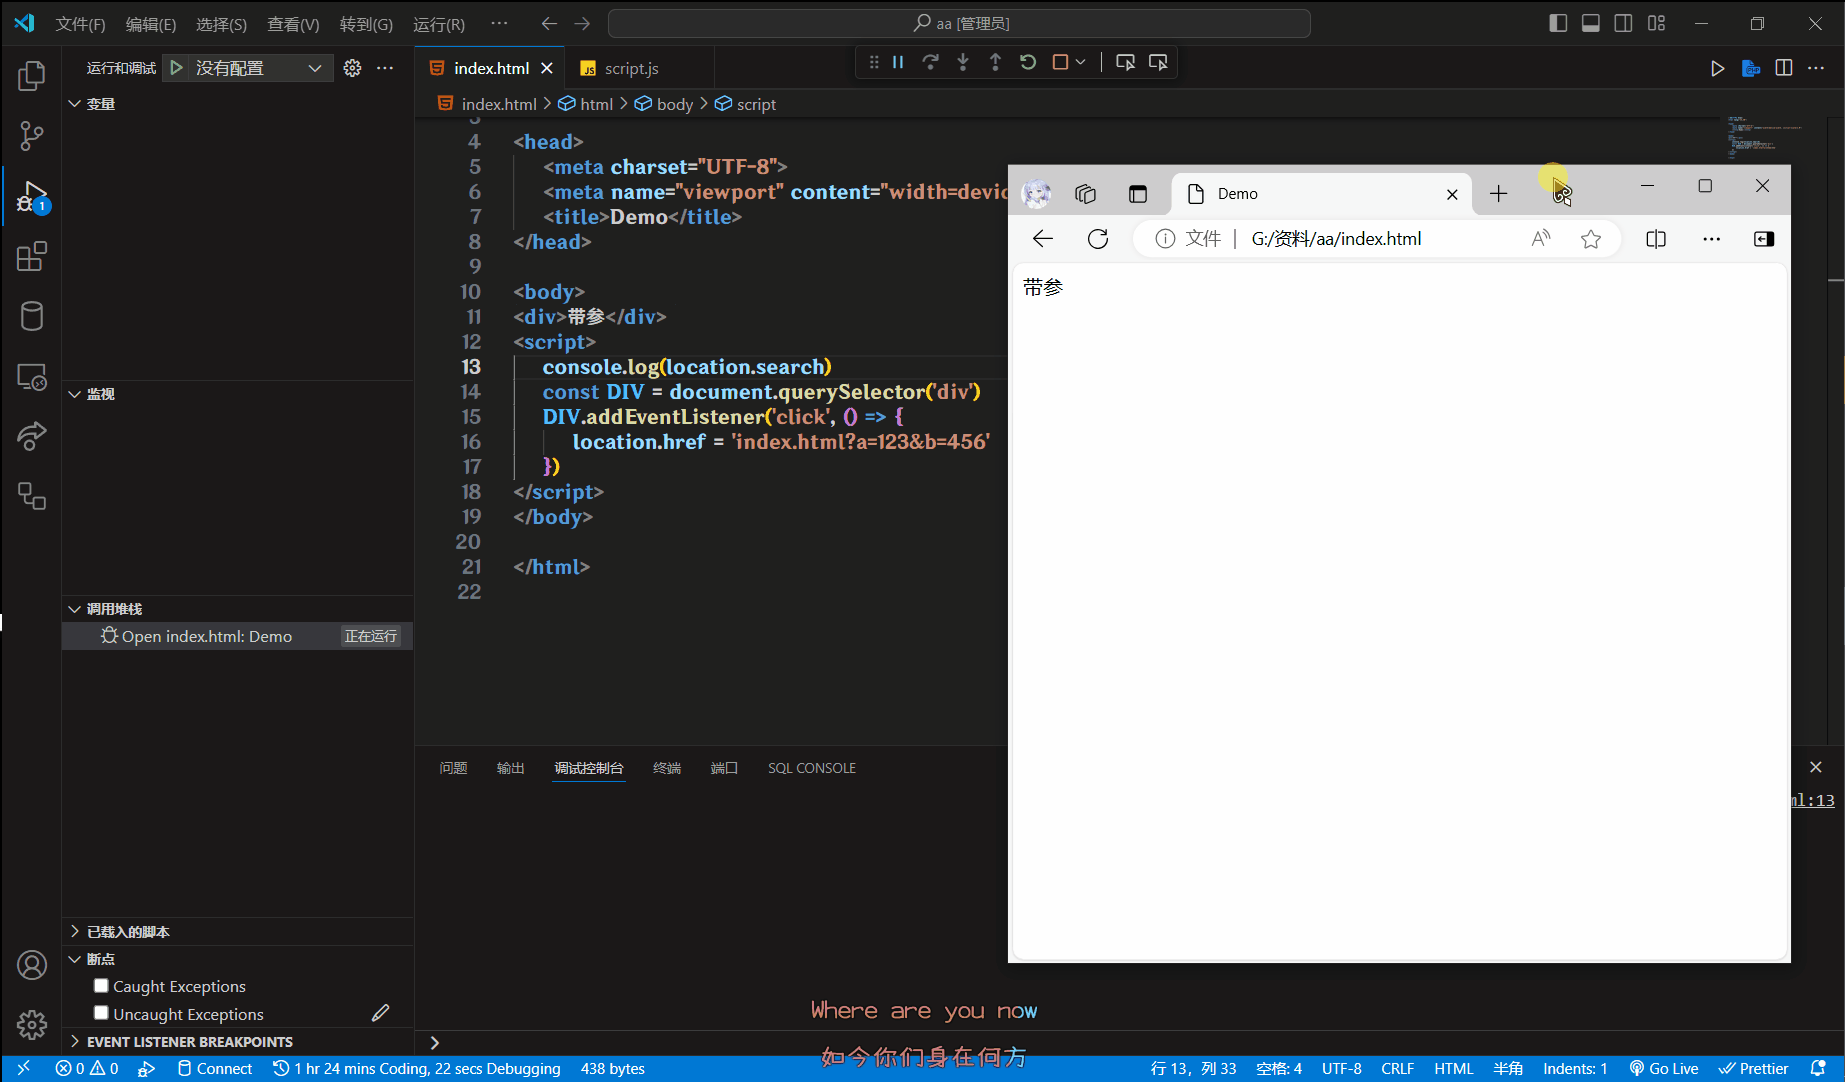 文件(F) 编辑(E) 选择(S) 查看(V) 转到(G) 运行(R) ··· aa [管理员]
运行和调试 没有配置 ···
index.html script.js
index.html > html > body > script
变量
监视
调用堆栈
Open index.html: Demo 正在运行
已载入的脚本
断点
Caught Exceptions
Uncaught Exceptions
EVENT LISTENER BREAKPOINTS
3
4 <head>
5 <meta charset="UTF-8">
6 <meta name="viewport" content="width=devic
7 <title>Demo</title>
8 </head>
9
10 <body>
11 <div>带参</div>
12 <script>
13 console.log(location.search)
14 const DIV = document.querySelector('div')
15 DIV.addEventListener('click', () => {
16 location.href = 'index.html?a=123&b=456'
17 })
18 </script>
19 </body>
20
21 </html>
22
Demo
文件 | G:/资料/aa/index.html
带参
问题 输出 调试控制台 终端 端口 SQL CONSOLE
ml:13
Where are you now
如今你们身在何方
0 0 Connect 1 hr 24 mins Coding, 22 secs Debugging 438 bytes 行 13，列 33 空格: 4 UTF-8 CRLF HTML 半角 Indents: 1 Go Live Prettier
1